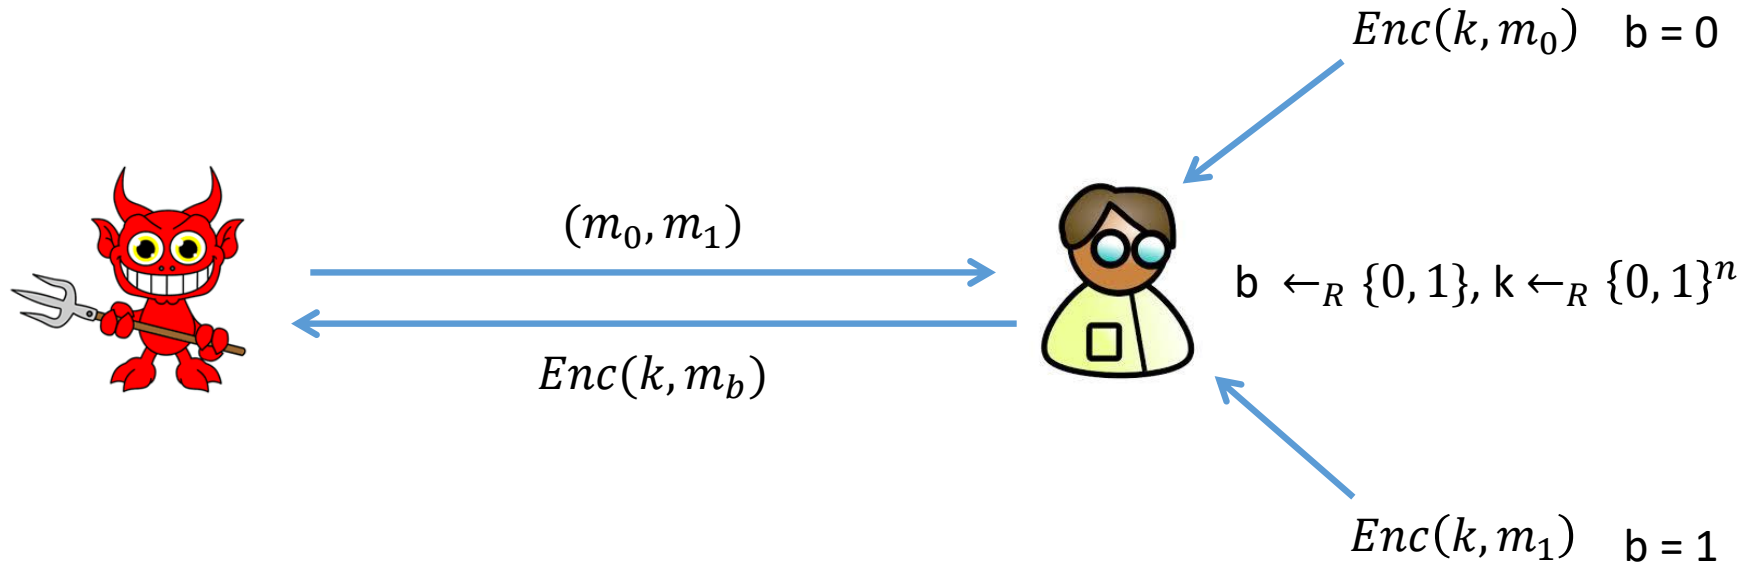 Enc(k, m₀) b = 0
(m₀, m₁)
b ←ᵣ {0, 1}, k ←ᵣ {0, 1}ⁿ
Enc(k, m_b)
Enc(k, m₁) b = 1